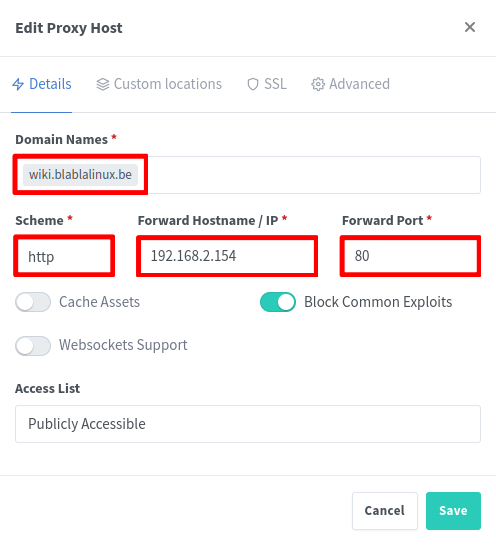 Edit Proxy Host
Details Custom locations SSL Advanced
Domain Names *
wiki.blablalinux.be
Scheme * Forward Hostname / IP * Forward Port *
http 192.168.2.154 80
Cache Assets Block Common Exploits
Websockets Support
Access List
Publicly Accessible
Cancel Save